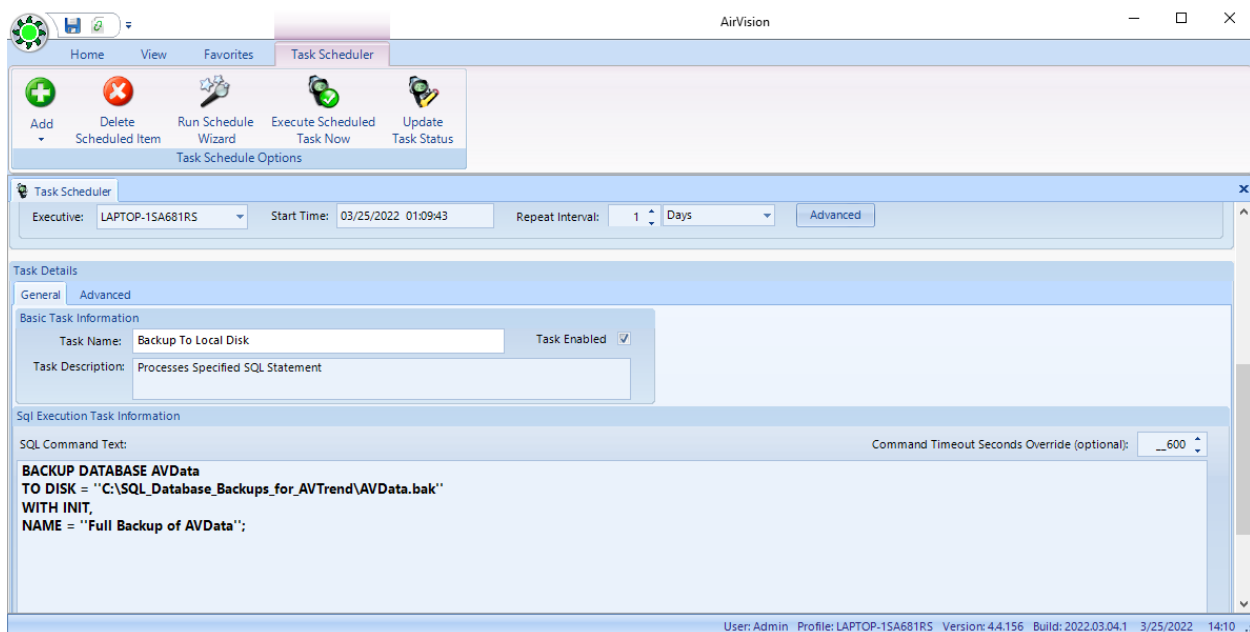 AirVision
Home View Favorites Task Scheduler
Add Delete Scheduled Item Run Schedule Wizard Execute Scheduled Task Now Update Task Status
Task Schedule Options
Task Scheduler
Executive: LAPTOP-1SA681RS Start Time: 03/25/2022 01:09:43 Repeat Interval: 1 Days Advanced
Task Details
General Advanced
Basic Task Information
Task Name: Backup To Local Disk Task Enabled
Task Description: Processes Specified SQL Statement
Sql Execution Task Information
SQL Command Text: Command Timeout Seconds Override (optional): __600
BACKUP DATABASE AVData
TO DISK = ''C:\SQL_Database_Backups_for_AVTrend\AVData.bak''
WITH INIT,
NAME = ''Full Backup of AVData'';
User: Admin Profile: LAPTOP-1SA681RS Version: 4.4.156 Build: 2022.03.04.1 3/25/2022 14:10